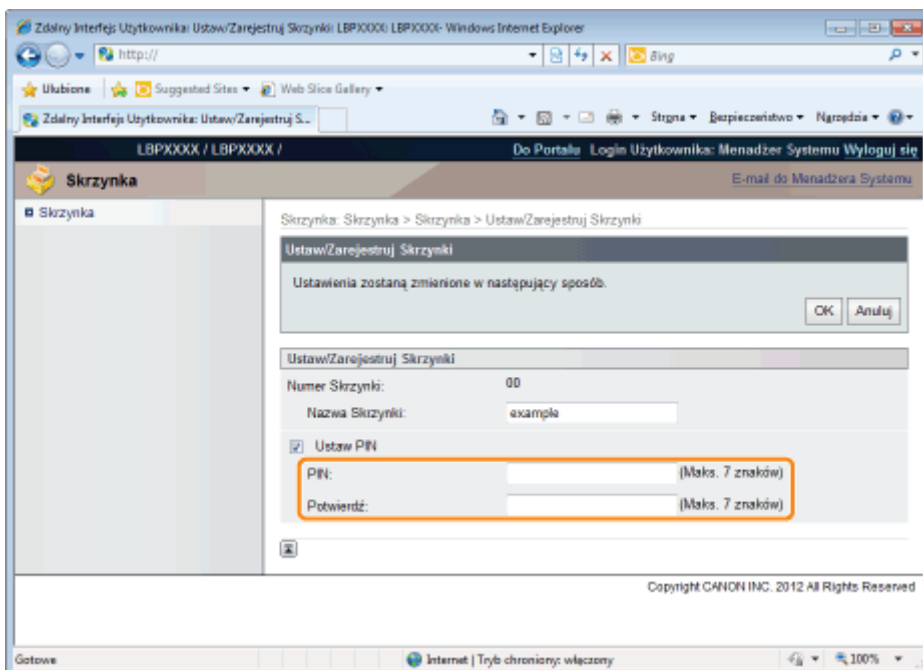 Zdalny Interfejs Użytkownika: Ustaw/Zarejestruj Skrzynki: LBPXXXX: LBPXXXX- Windows Internet Explorer
http://
Bing
Ulubione Suggested Sites Web Slice Gallery
Zdalny Interfejs Użytkownika: Ustaw/Zarejestruj S... Strona Bezpieczeństwo Narzędzia
LBPXXXX / LBPXXXX / Do Portalu Login Użytkownika: Menadżer Systemu Wyloguj się
Skrzynka E-mail do Menadżera Systemu
Skrzynka
Skrzynka: Skrzynka > Skrzynka > Ustaw/Zarejestruj Skrzynki
Ustaw/Zarejestruj Skrzynki
Ustawienia zostaną zmienione w następujący sposób.
OK Anuluj
Ustaw/Zarejestruj Skrzynki
Numer Skrzynki: 00
Nazwa Skrzynki: example
Ustaw PIN
PIN: (Maks. 7 znaków)
Potwierdź: (Maks. 7 znaków)
Copyright CANON INC. 2012 All Rights Reserved
Gotowe Internet | Tryb chroniony: włączony 100%